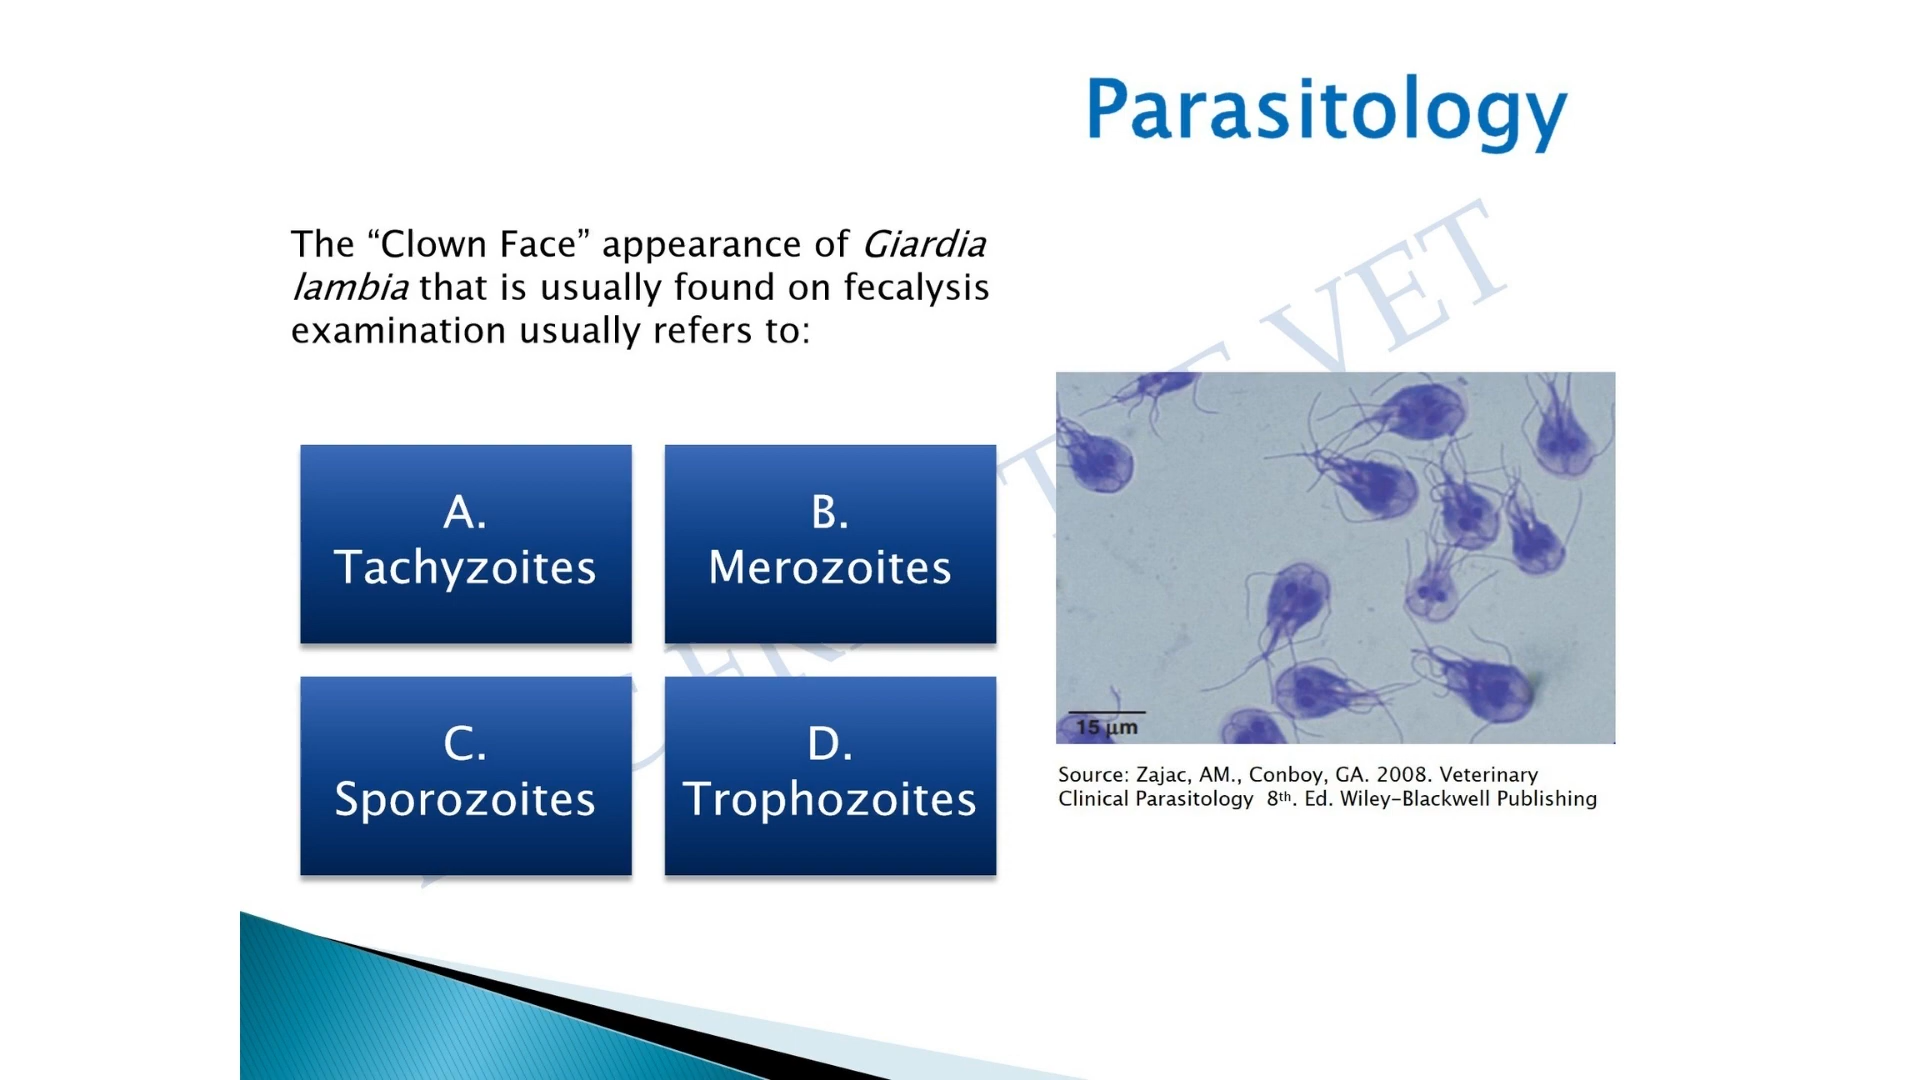 Parasitology
The “Clown Face” appearance of Giardia
lambia that is usually found on fecalysis
examination usually refers to:
A.
Tachyzoites
B.
Merozoites
C.
Sporozoites
D.
Trophozoites
VET
15 µm
Source: Zajac, AM., Conboy, GA. 2008. Veterinary
Clinical Parasitology 8th. Ed. Wiley-Blackwell Publishing